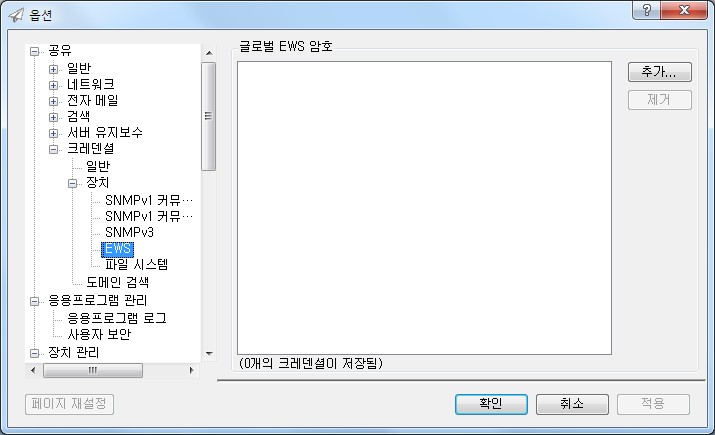 옵션
공유
일반
네트워크
전자 메일
검색
서버 유지보수
크레덴셜
일반
장치
SNMPv1 커뮤…
SNMPv1 커뮤…
SNMPv3
EWS
파일 시스템
도메인 검색
응용프로그램 관리
응용프로그램 로그
사용자 보안
장치 관리
글로벌 EWS 암호
추가...
제거
(0개의 크레덴셜이 저장됨)
페이지 재설정
확인
취소
적용